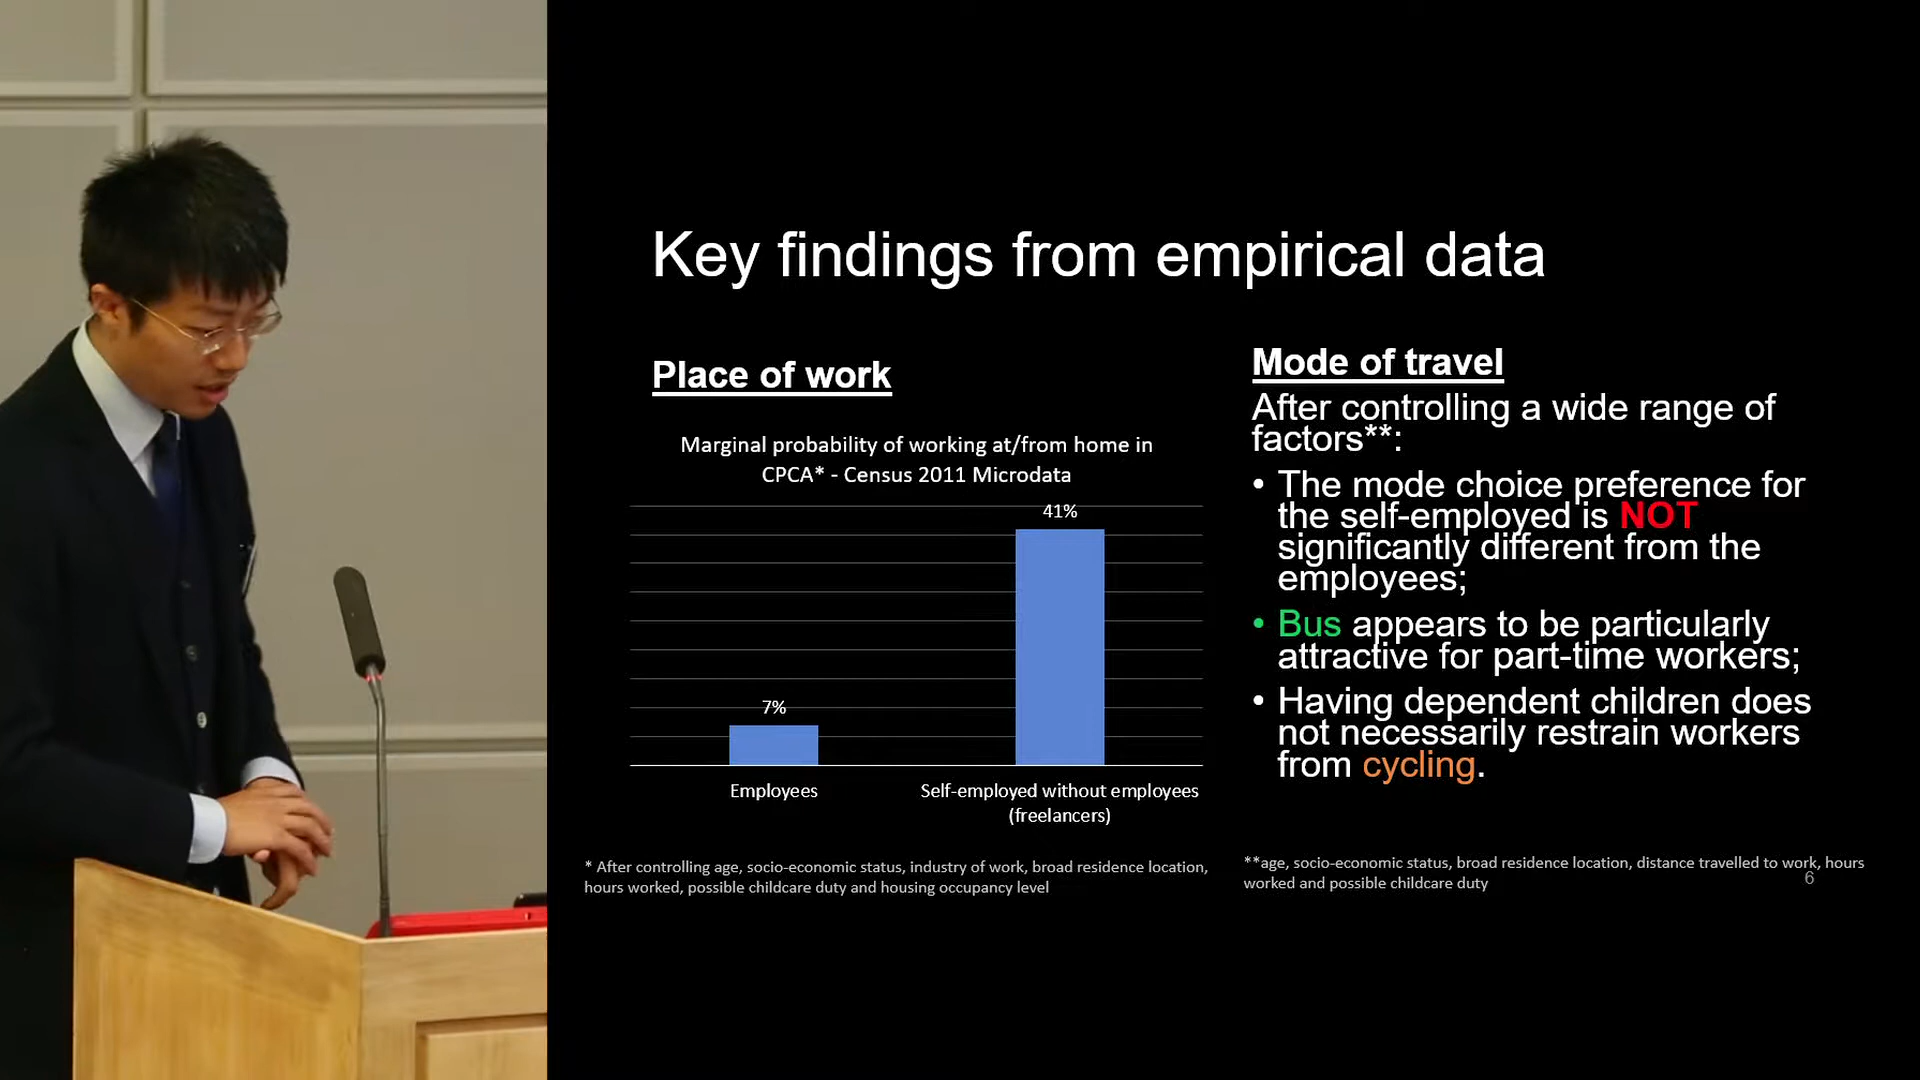 Key findings from empirical data
Place of work
Marginal probability of working at/from home in
CPCA* - Census 2011 Microdata
41%
7%
Employees
Self-employed without employees
(freelancers)
* After controlling age, socio-economic status, industry of work, broad residence location,
hours worked, possible childcare duty and housing occupancy level
Mode of travel
After controlling a wide range of
factors**:
• The mode choice preference for
the self-employed is NOT
significantly different from the
employees;
• Bus appears to be particularly
attractive for part-time workers;
• Having dependent children does
not necessarily restrain workers
from cycling.
**age, socio-economic status, broad residence location, distance travelled to work, hours
worked and possible childcare duty
6